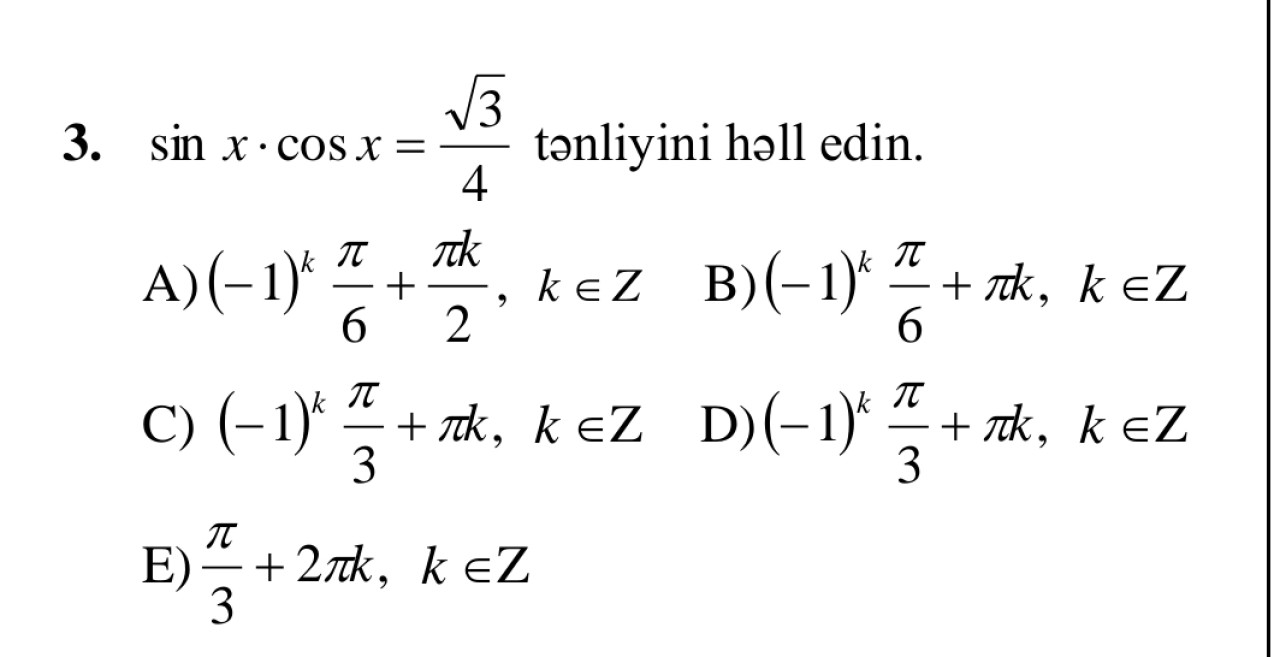 3. sin x · cos x = √3/4 tənliyini həll edin.
A) (−1)^k π/6 + πk/2, k ∈ Z B) (−1)^k π/6 + πk, k ∈ Z
C) (−1)^k π/3 + πk, k ∈ Z D) (−1)^k π/3 + πk, k ∈ Z
E) π/3 + 2πk, k ∈ Z